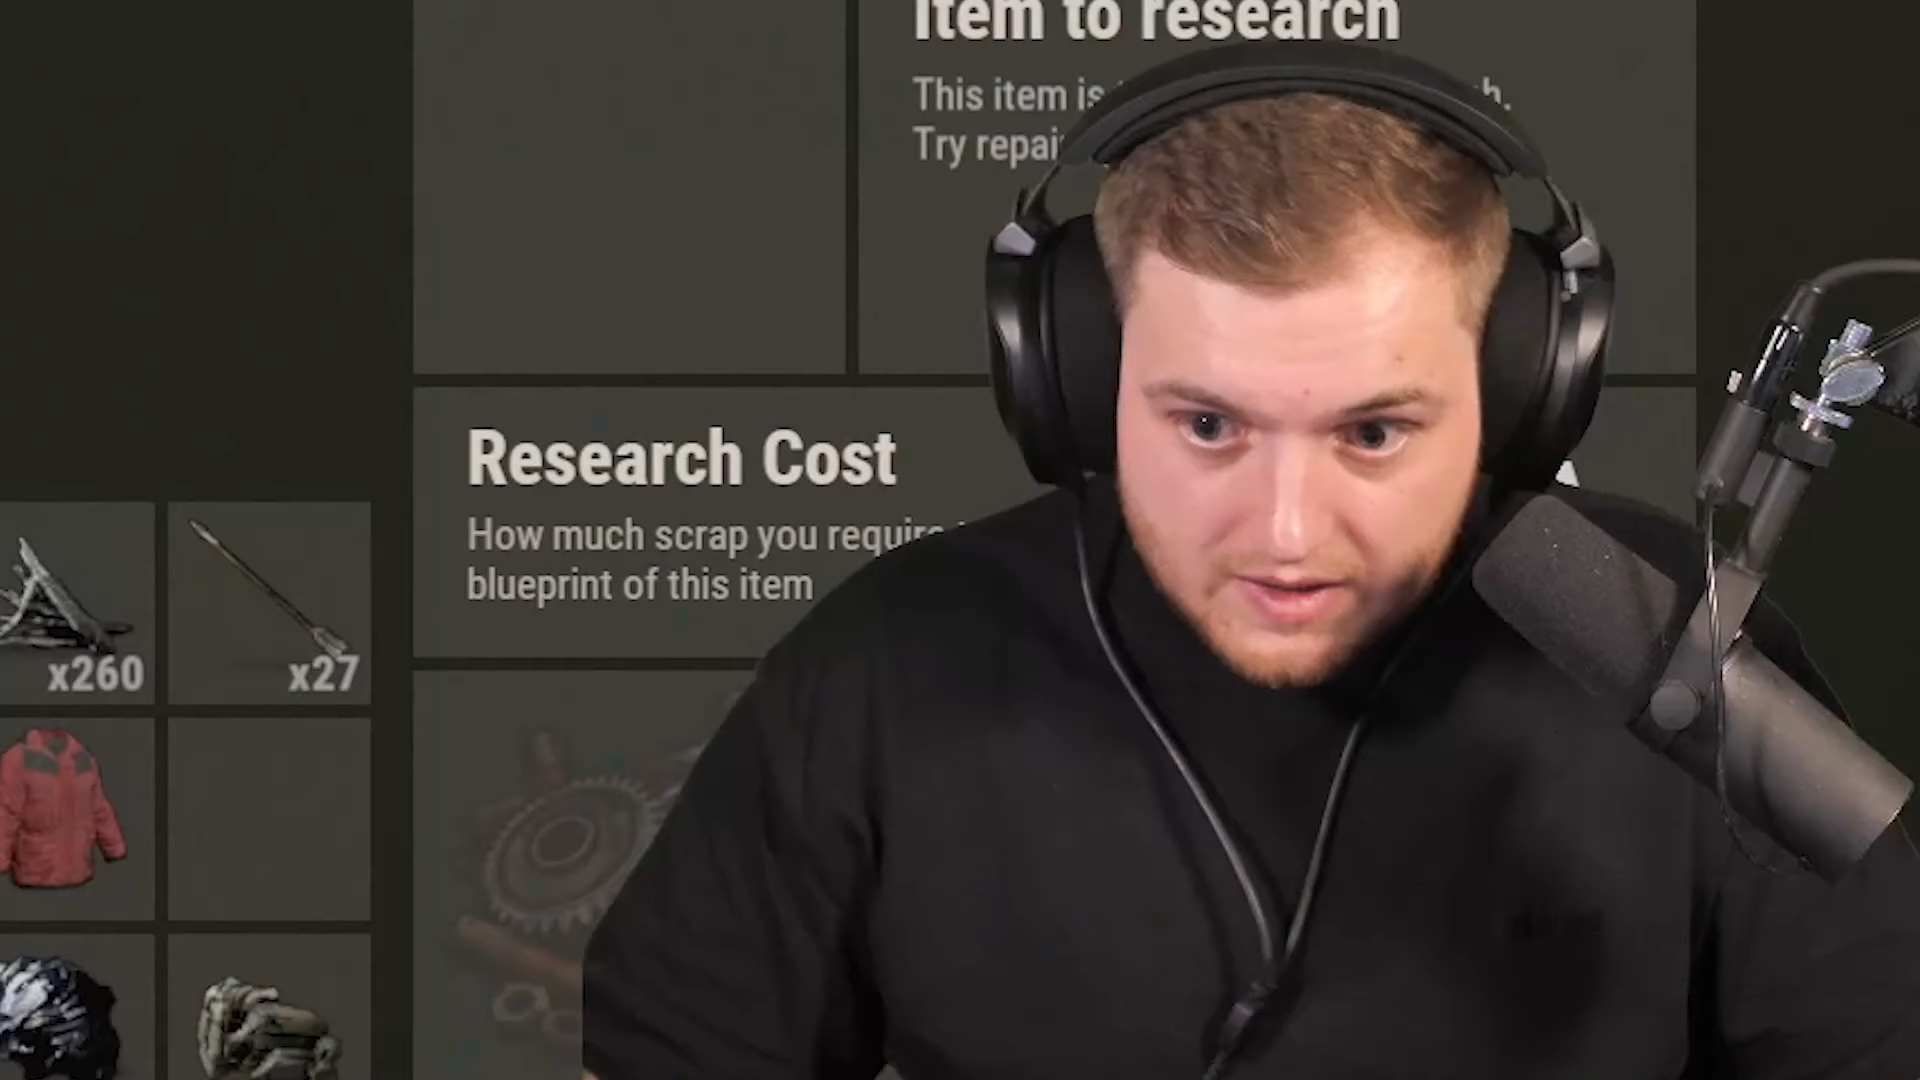 Item to research
This item is
Try repai
Research Cost
How much scrap you require
blueprint of this item
x260
x27